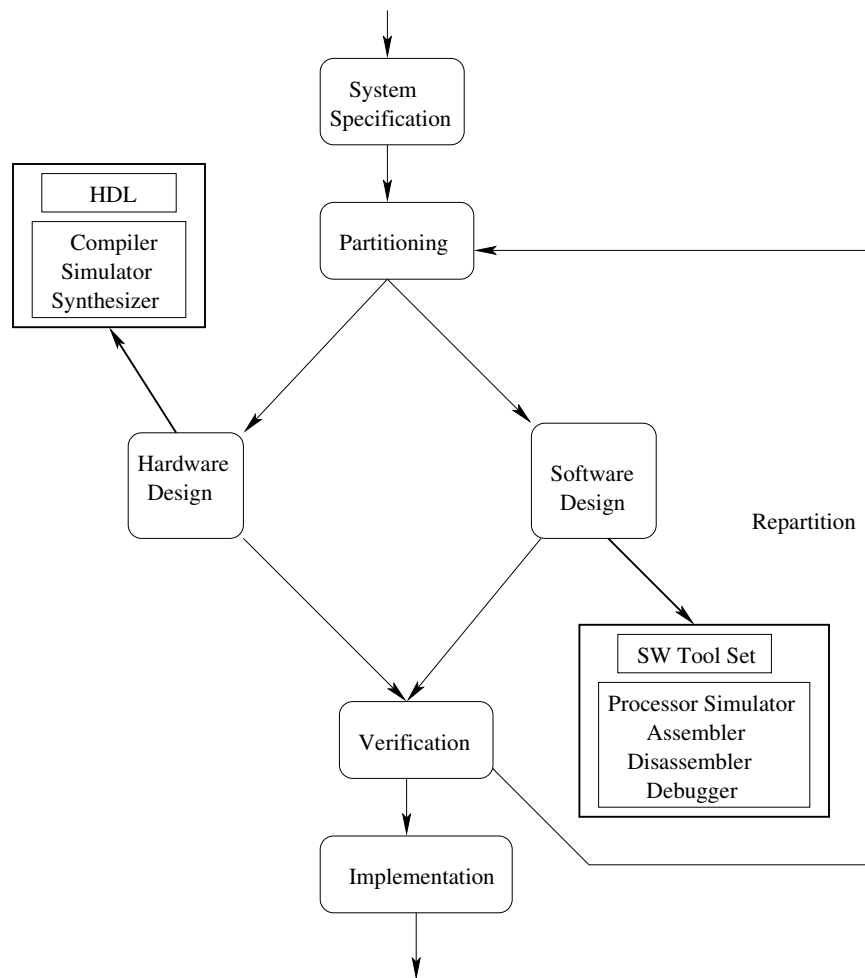 System
Specification
HDL
Compiler
Simulator
Synthesizer
Partitioning
Hardware
Design
Software
Design
Repartition
SW Tool Set
Processor Simulator
Assembler
Disassembler
Debugger
Verification
Implementation